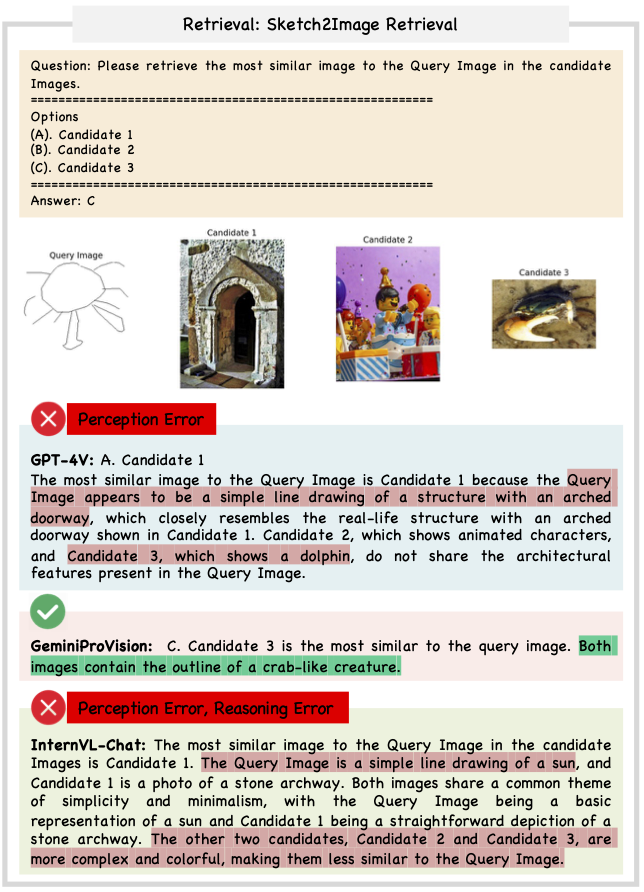 Retrieval: Sketch2Image Retrieval
Question: Please retrieve the most similar image to the Query Image in the candidate
Images.
==========================================================
Options
(A). Candidate 1
(B). Candidate 2
(C). Candidate 3
==========================================================
Answer: C
Query Image
Candidate 1
Candidate 2
Candidate 3
Perception Error
GPT-4V: A. Candidate 1
The most similar image to the Query Image is Candidate 1 because the Query
Image appears to be a simple line drawing of a structure with an arched
doorway, which closely resembles the real-life structure with an arched
doorway shown in Candidate 1. Candidate 2, which shows animated characters,
and Candidate 3, which shows a dolphin, do not share the architectural
features present in the Query Image.
GeminiProVision: C. Candidate 3 is the most similar to the query image. Both
images contain the outline of a crab-like creature.
Perception Error, Reasoning Error
InternVL-Chat: The most similar image to the Query Image in the candidate
Images is Candidate 1. The Query Image is a simple line drawing of a sun, and
Candidate 1 is a photo of a stone archway. Both images share a common theme
of simplicity and minimalism, with the Query Image being a basic
representation of a sun and Candidate 1 being a straightforward depiction of a
stone archway. The other two candidates, Candidate 2 and Candidate 3, are
more complex and colorful, making them less similar to the Query Image.